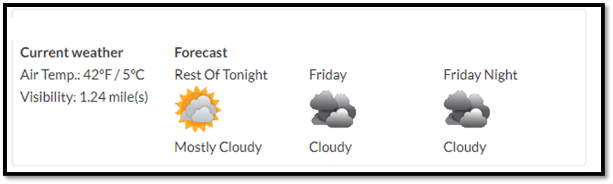 Current weather
Air Temp.: 42°F / 5°C
Visibility: 1.24 mile(s)
Forecast
Rest Of Tonight
Mostly Cloudy
Friday
Cloudy
Friday Night
Cloudy